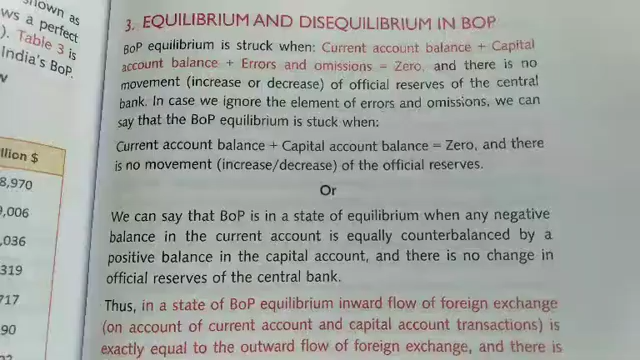 shown as
ws a perfect
). Table 3 is
India's BoP.
llion $
8,970
9,006
,036
319
717
90
3. EQUILIBRIUM AND DISEQUILIBRIUM IN BOP
BoP equilibrium is struck when: Current account balance + Capital
account balance + Errors and omissions = Zero, and there is no
movement (increase or decrease) of official reserves of the central
bank. In case we ignore the element of errors and omissions, we can
say that the BoP equilibrium is stuck when:
Current account balance + Capital account balance = Zero, and there
is no movement (increase/decrease) of the official reserves.
Or
We can say that BoP is in a state of equilibrium when any negative
balance in the current account is equally counterbalanced by a
positive balance in the capital account, and there is no change in
official reserves of the central bank.
Thus, in a state of BoP equilibrium inward flow of foreign exchange
(on account of current account and capital account transactions) is
exactly equal to the outward flow of foreign exchange, and there is